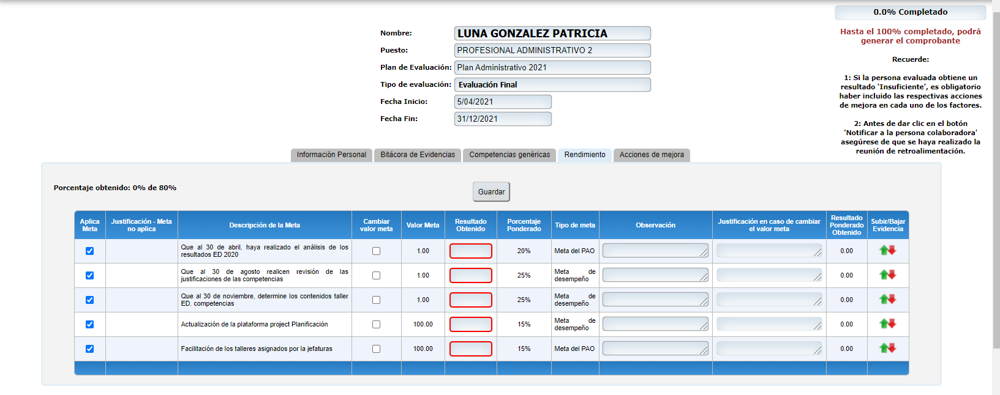 0.0% Completado
Hasta el 100% completado, podrá
generar el comprobante
Recuerde:
1: Si la persona evaluada obtiene un
resultado `Insuficiente', es obligatorio
haber incluido las respectivas acciones
de mejora en cada uno de los factores.
2: Antes de dar clic en el botón
'Notificar a la persona colaboradora'
asegúrese de que se haya realizado la
reunión de retroalimentación.
Nombre: LUNA GONZALEZ PATRICIA
Puesto: PROFESIONAL ADMINISTRATIVO 2
Plan de Evaluación: Plan Administrativo 2021
Tipo de evaluación: Evaluación Final
Fecha Inicio: 5/04/2021
Fecha Fin: 31/12/2021
Información Personal Bitácora de Evidencias Competencias genéricas Rendimiento Acciones de mejora
Porcentaje obtenido: 0% de 80%
Guardar
Aplica Meta Justificación - Meta no aplica Descripción de la Meta Cambiar valor meta Valor Meta Resultado Obtenido Porcentaje Ponderado Tipo de meta Observación Justificación en caso de cambiar el valor meta Resultado Ponderado Obtenido Subir/Bajar Evidencia
Que al 30 de abril, haya realizado el análisis de los
resultados ED 2020
1.00 20% Meta del PAO 0.00
Que al 30 de agosto realicen revisión de las
justificaciones de las competencias
1.00 25% Meta de desempeño 0.00
Que al 30 de noviembre, determine los contenidos taller
ED. competencias
1.00 25% Meta de desempeño 0.00
Actualización de la plataforma project Planificación 100.00 15% Meta de desempeño 0.00
Facilitación de los talleres asignados por la jefaturas 100.00 15% Meta del PAO 0.00